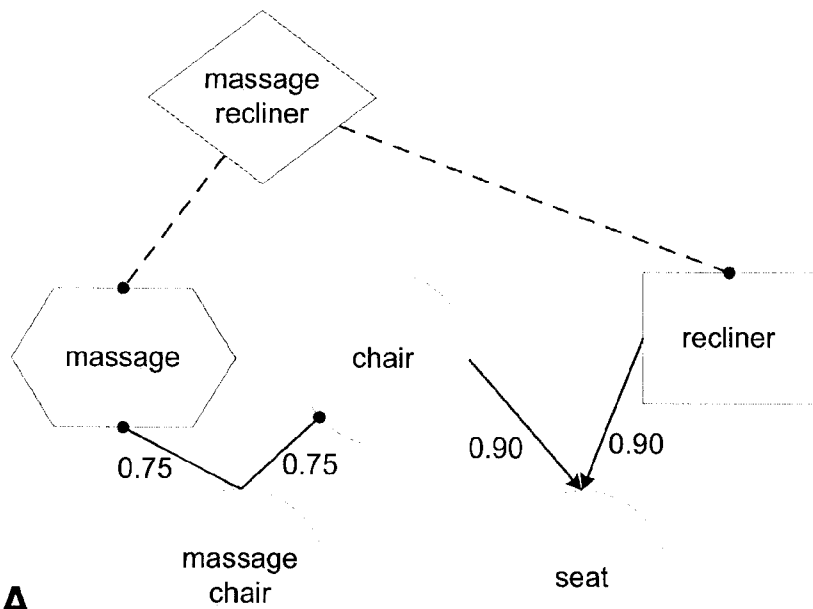 massage
recliner
massage
chair
recliner
0.75
0.75
0.90
0.90
massage
chair
seat
A